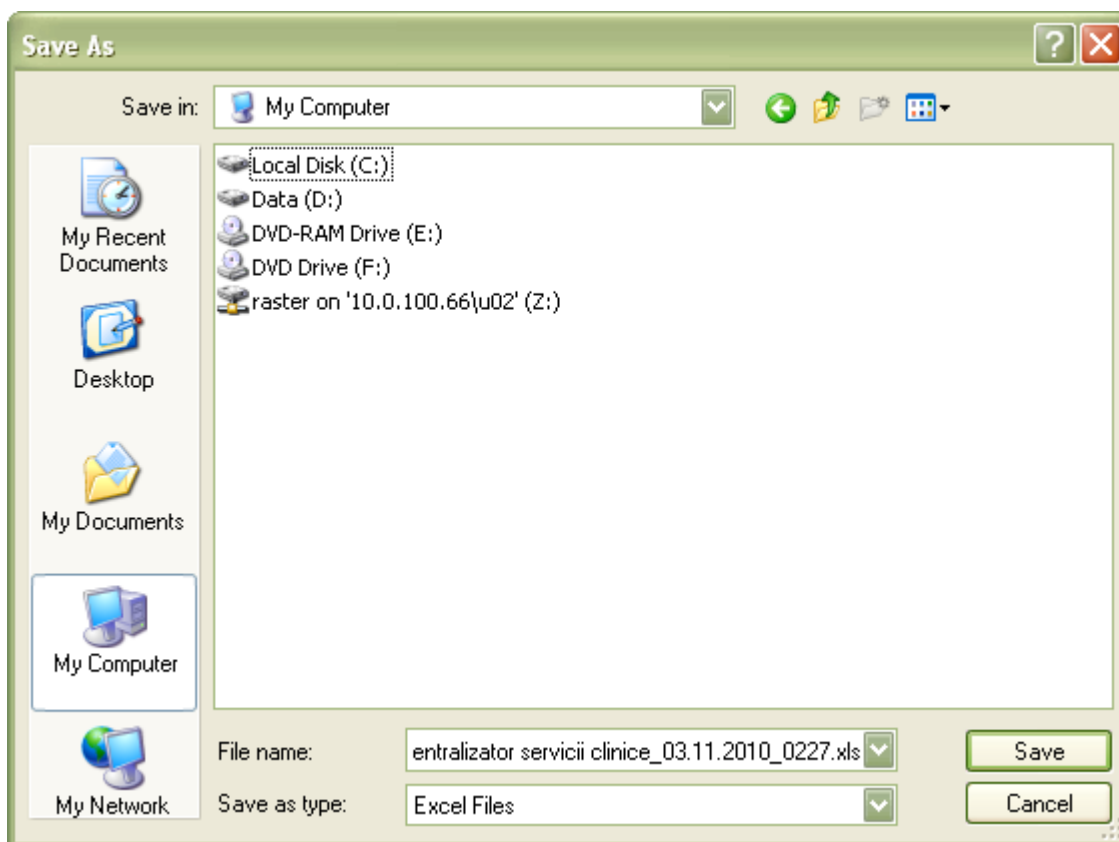 Save As
Save in:
My Computer
Local Disk (C:)
Data (D:)
DVD-RAM Drive (E:)
DVD Drive (F:)
raster on '10.0.100.66\u02' (Z:)
My Recent
Documents
Desktop
My Documents
My Computer
My Network
File name:
entralizator servicii clinice_03.11.2010_0227.xls
Save
Save as type:
Excel Files
Cancel